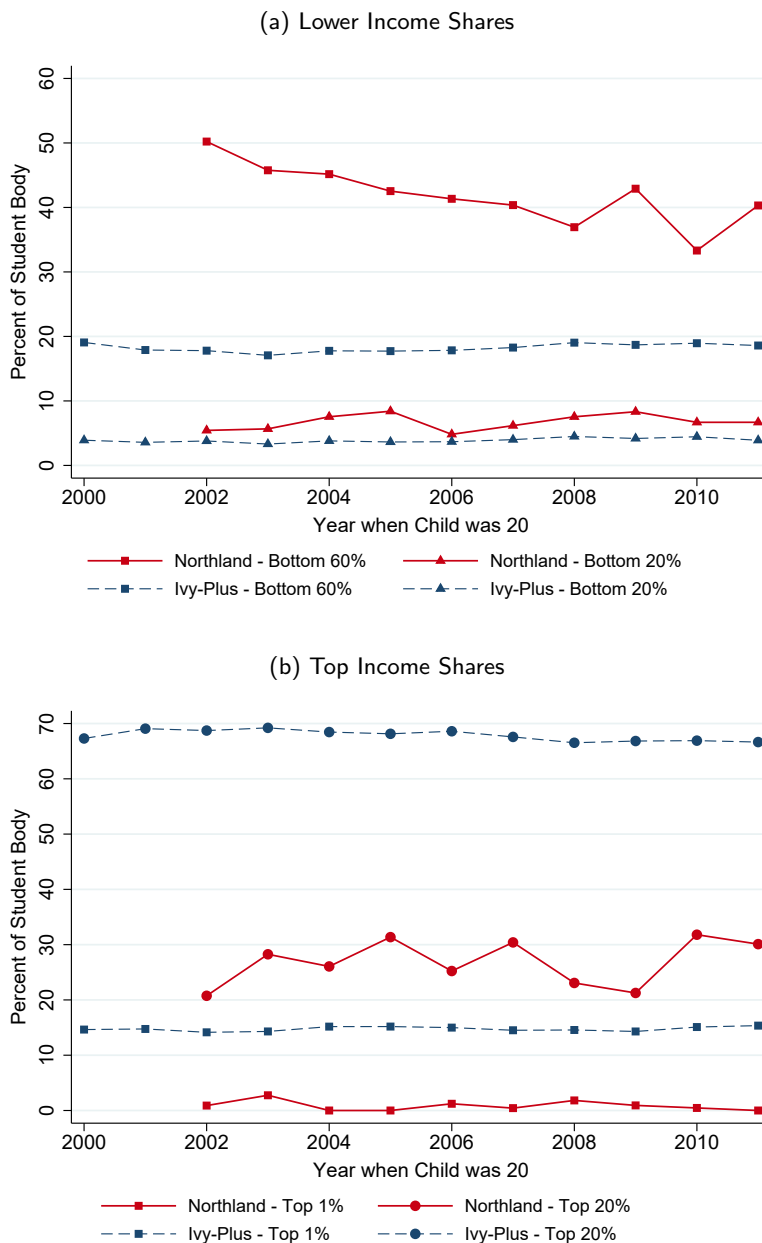 (a) Lower Income Shares
Percent of Student Body
60
50
40
30
20
10
0
2000 2002 2004 2006 2008 2010
Year when Child was 20
Northland - Bottom 60% Northland - Bottom 20%
Ivy-Plus - Bottom 60% Ivy-Plus - Bottom 20%
(b) Top Income Shares
Percent of Student Body
70
60
50
40
30
20
10
0
2000 2002 2004 2006 2008 2010
Year when Child was 20
Northland - Top 1% Northland - Top 20%
Ivy-Plus - Top 1% Ivy-Plus - Top 20%